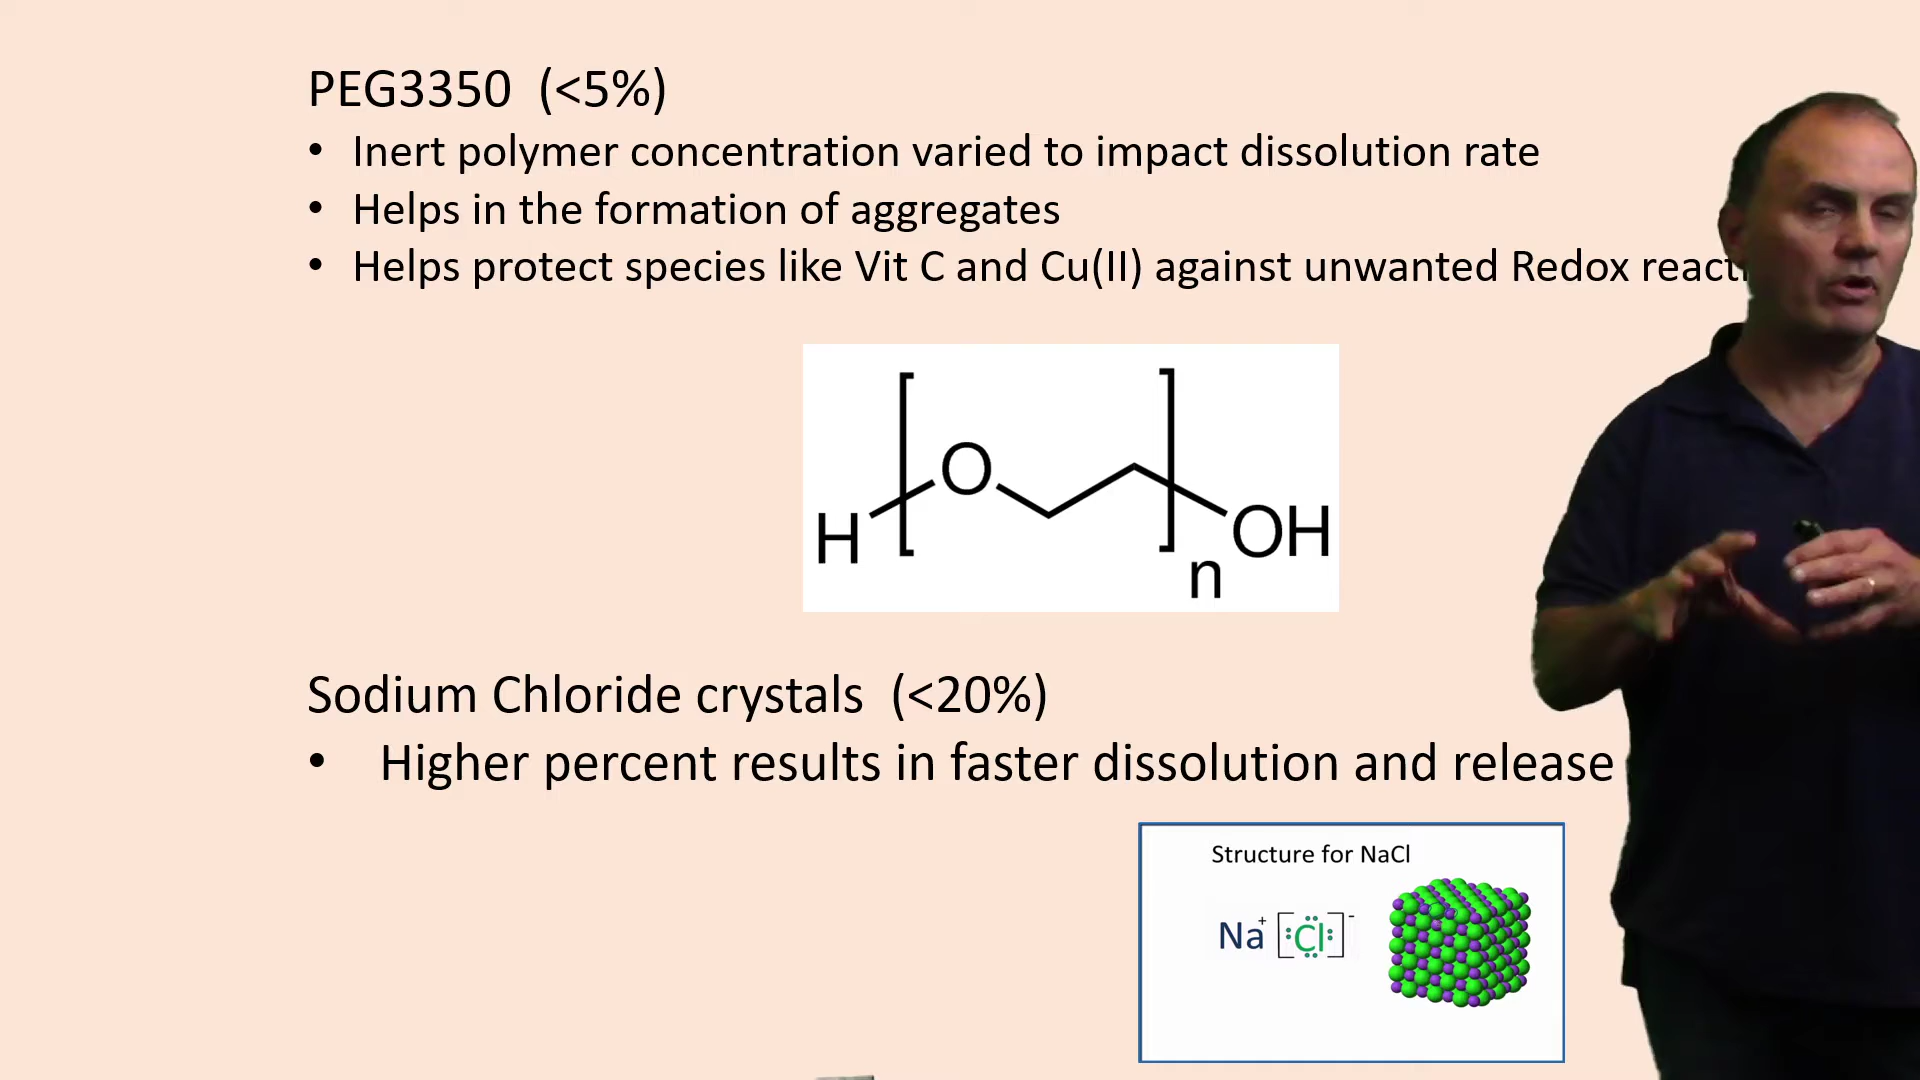 PEG3350 (<5%)
• Inert polymer concentration varied to impact dissolution rate
• Helps in the formation of aggregates
• Helps protect species like Vit C and Cu(II) against unwanted Redox
H [ O ] n OH
Sodium Chloride crystals (<20%)
• Higher percent results in faster dissolution and release
Structure for NaCl
Na+ [Cl]-